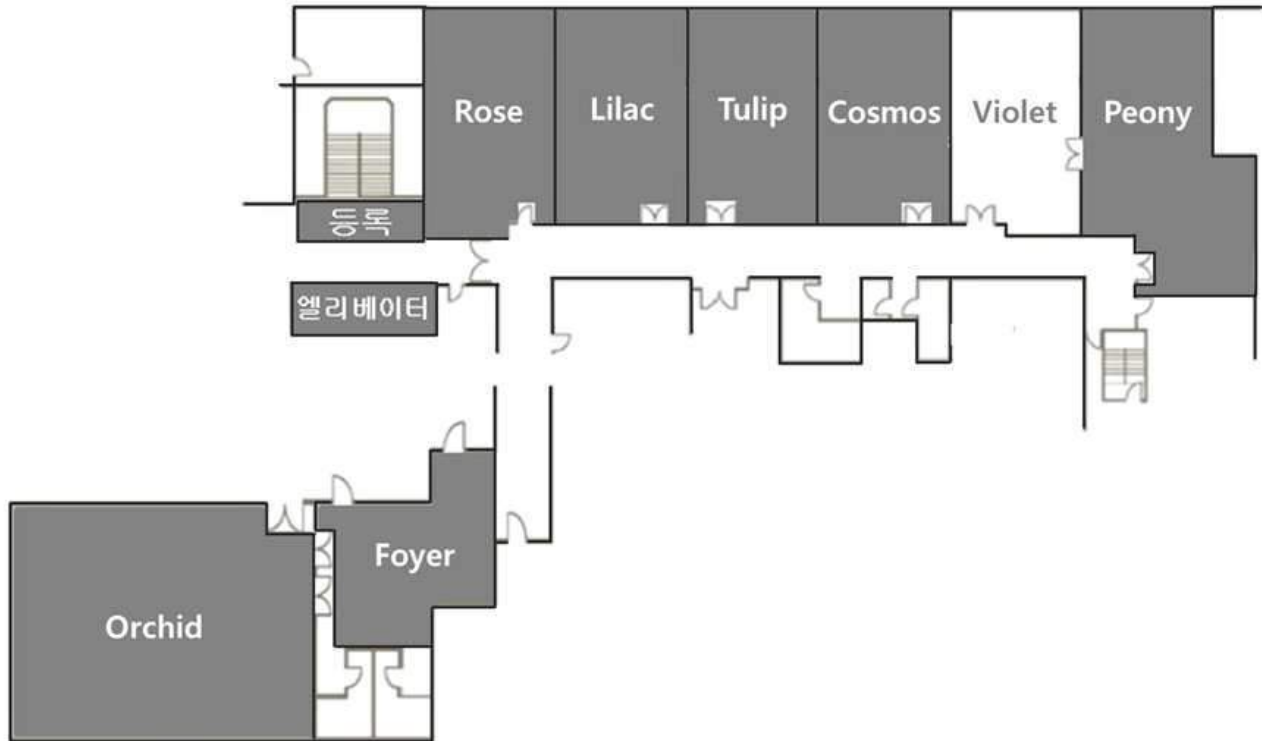 Rose
Lilac
Tulip
Cosmos
Violet
Peony
등록
엘리베이터
Foyer
Orchid